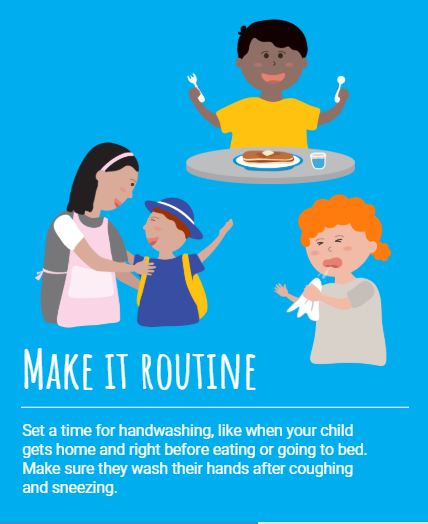 Make it routine
Set a time for handwashing, like when your child
gets home and right before eating or going to bed.
Make sure they wash their hands after coughing
and sneezing.